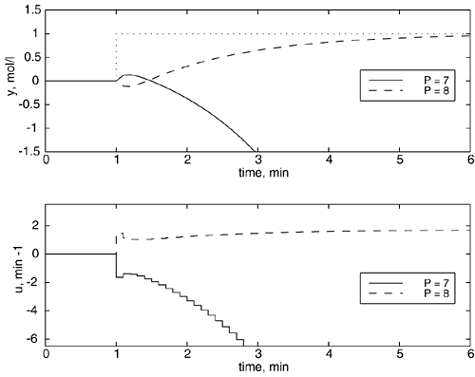 1.5
1
0.5
0
-0.5
-1
-1.5
y, mol/l
P = 7
P = 8
0 1 2 3 4 5 6
time, min
2
0
-2
-4
-6
u, min -1
P = 7
P = 8
0 1 2 3 4 5 6
time, min